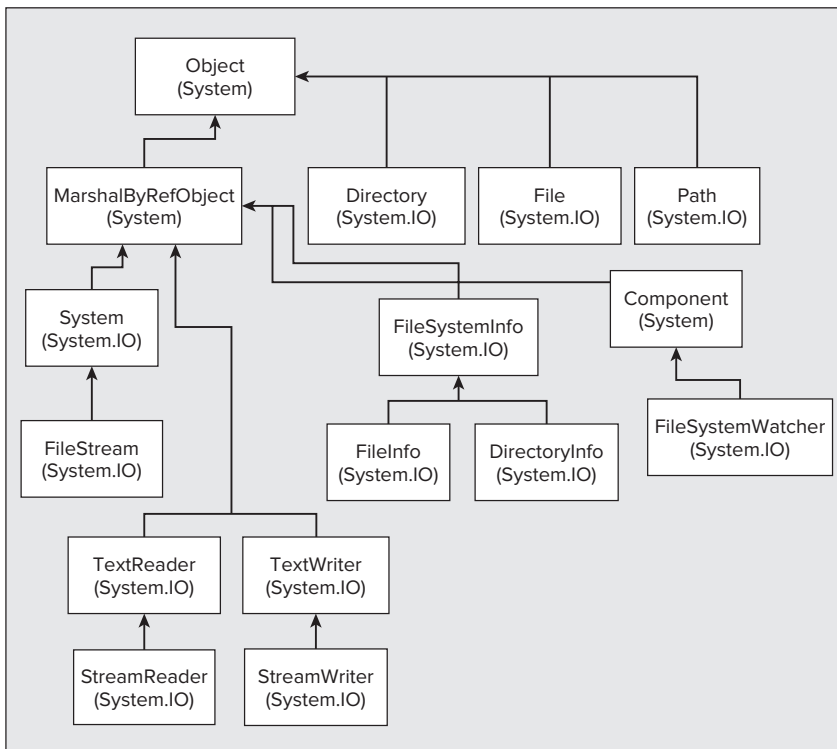 Object
(System)
MarshalByRefObject
(System)
Directory
(System.IO)
File
(System.IO)
Path
(System.IO)
System
(System.IO)
FileSystemInfo
(System.IO)
Component
(System)
FileStream
(System.IO)
FileInfo
(System.IO)
DirectoryInfo
(System.IO)
FileSystemWatcher
(System.IO)
TextReader
(System.IO)
TextWriter
(System.IO)
StreamReader
(System.IO)
StreamWriter
(System.IO)